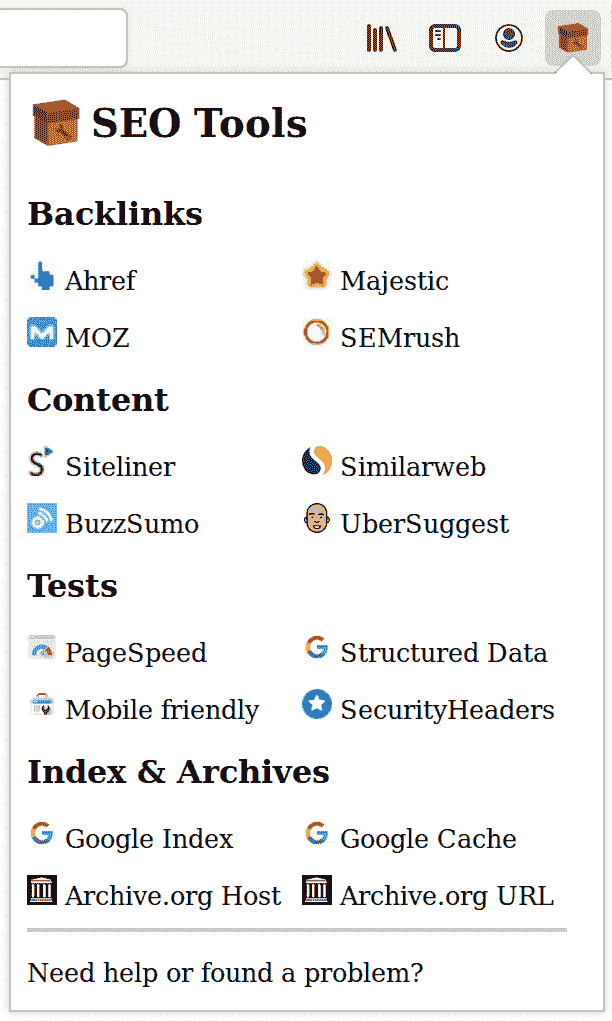 SEO Tools
Backlinks
Ahref Majestic
MOZ SEMrush
Content
Siteliner Similarweb
BuzzSumo UberSuggest
Tests
PageSpeed Structured Data
Mobile friendly SecurityHeaders
Index & Archives
Google Index Google Cache
Archive.org Host Archive.org URL
Need help or found a problem?